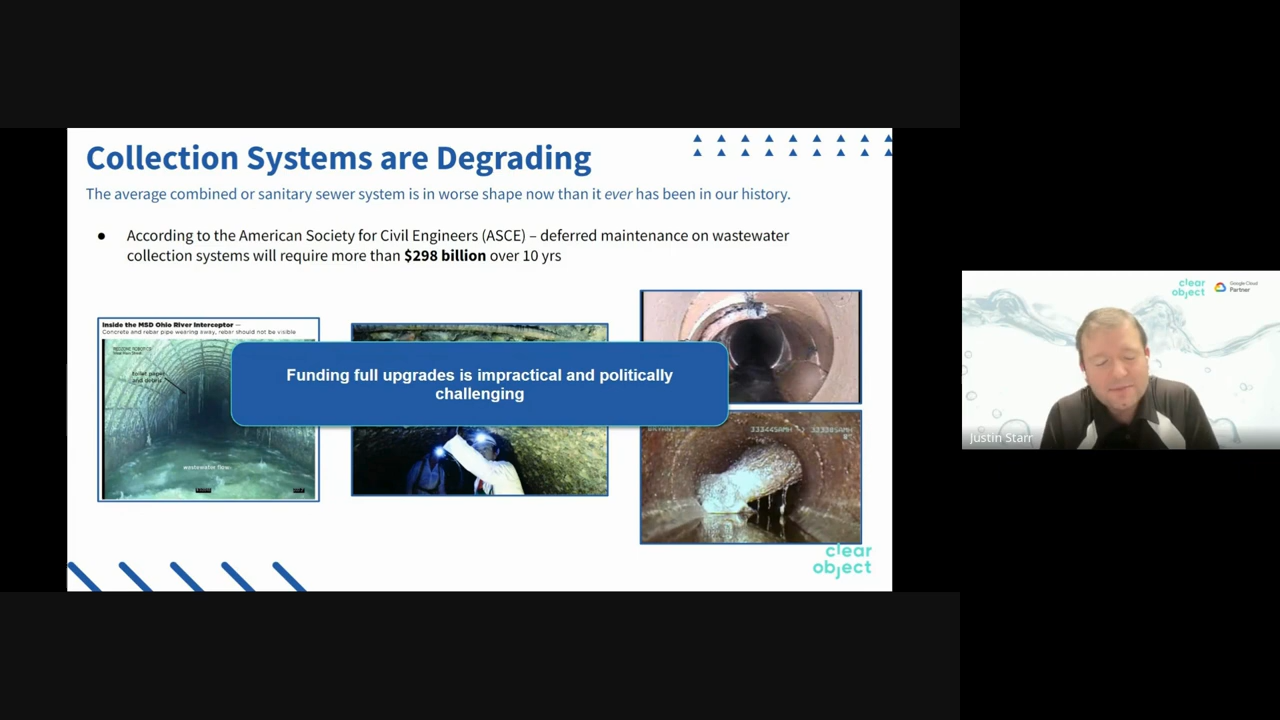 Collection Systems are Degrading
The average combined or sanitary sewer system is in worse shape now than it ever has been in our history.
● According to the American Society for Civil Engineers (ASCE) – deferred maintenance on wastewater
collection systems will require more than $298 billion over 10 yrs
Inside the MSD Ohio River Interceptor —
Concrete and rebar pipe wearing away, rebar should not be visible
toilet paper
and debris
wastewater flow
Funding full upgrades is impractical and politically
challenging
clear
object
clear
object
Google Cloud
Partner
Justin Starr